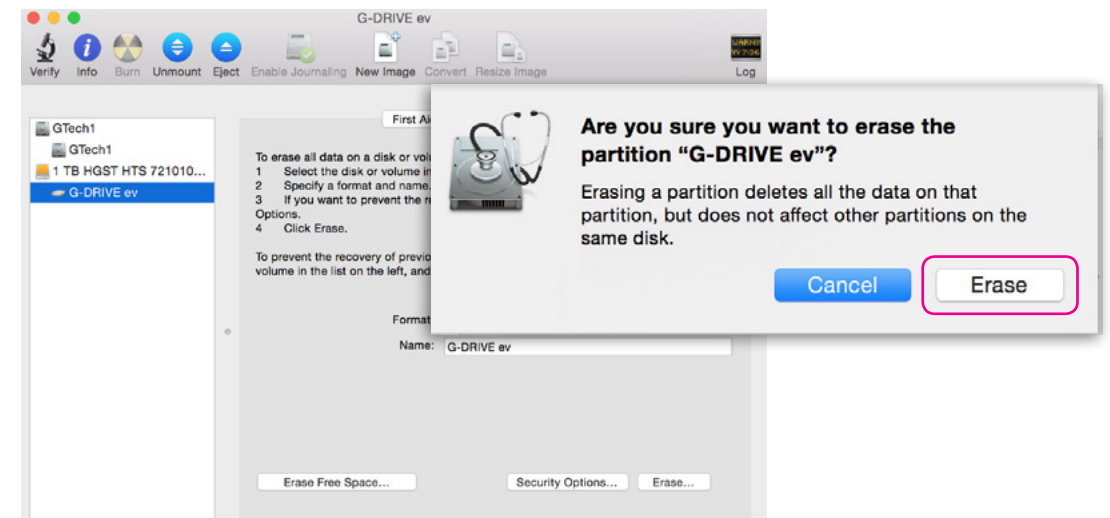 G-DRIVE ev
Verify Info Burn Unmount Eject Enable Journaling New Image Convert Resize Image Log
First Ai
GTech1
GTech1
1 TB HGST HTS 721010...
G-DRIVE ev
To erase all data on a disk or volu
1 Select the disk or volume in
2 Specify a format and name.
3 If you want to prevent the re
Options.
4 Click Erase.
To prevent the recovery of previo
volume in the list on the left, and
Format
Name: G-DRIVE ev
Erase Free Space... Security Options... Erase...
Are you sure you want to erase the
partition “G-DRIVE ev”?
Erasing a partition deletes all the data on that
partition, but does not affect other partitions on the
same disk.
Cancel Erase